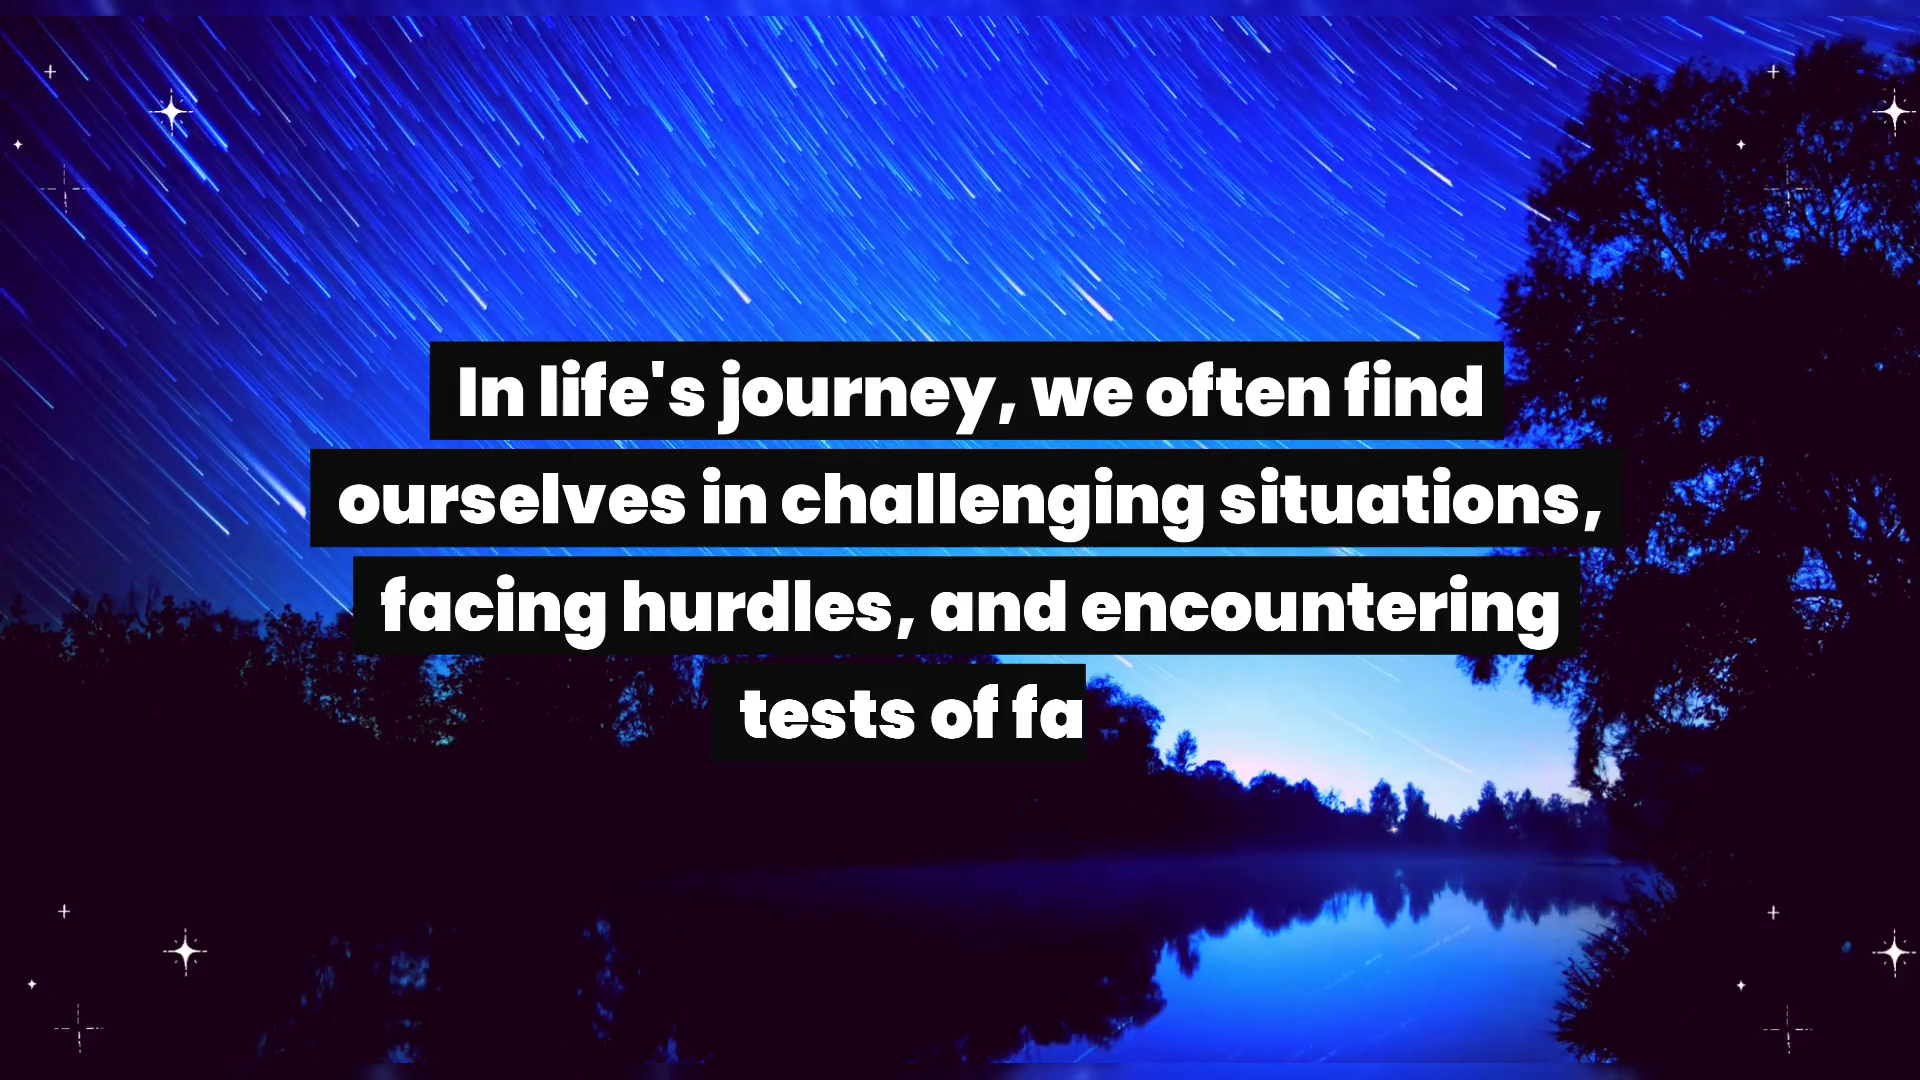 In life's journey, we often find
ourselves in challenging situations,
facing hurdles, and encountering
tests of fa